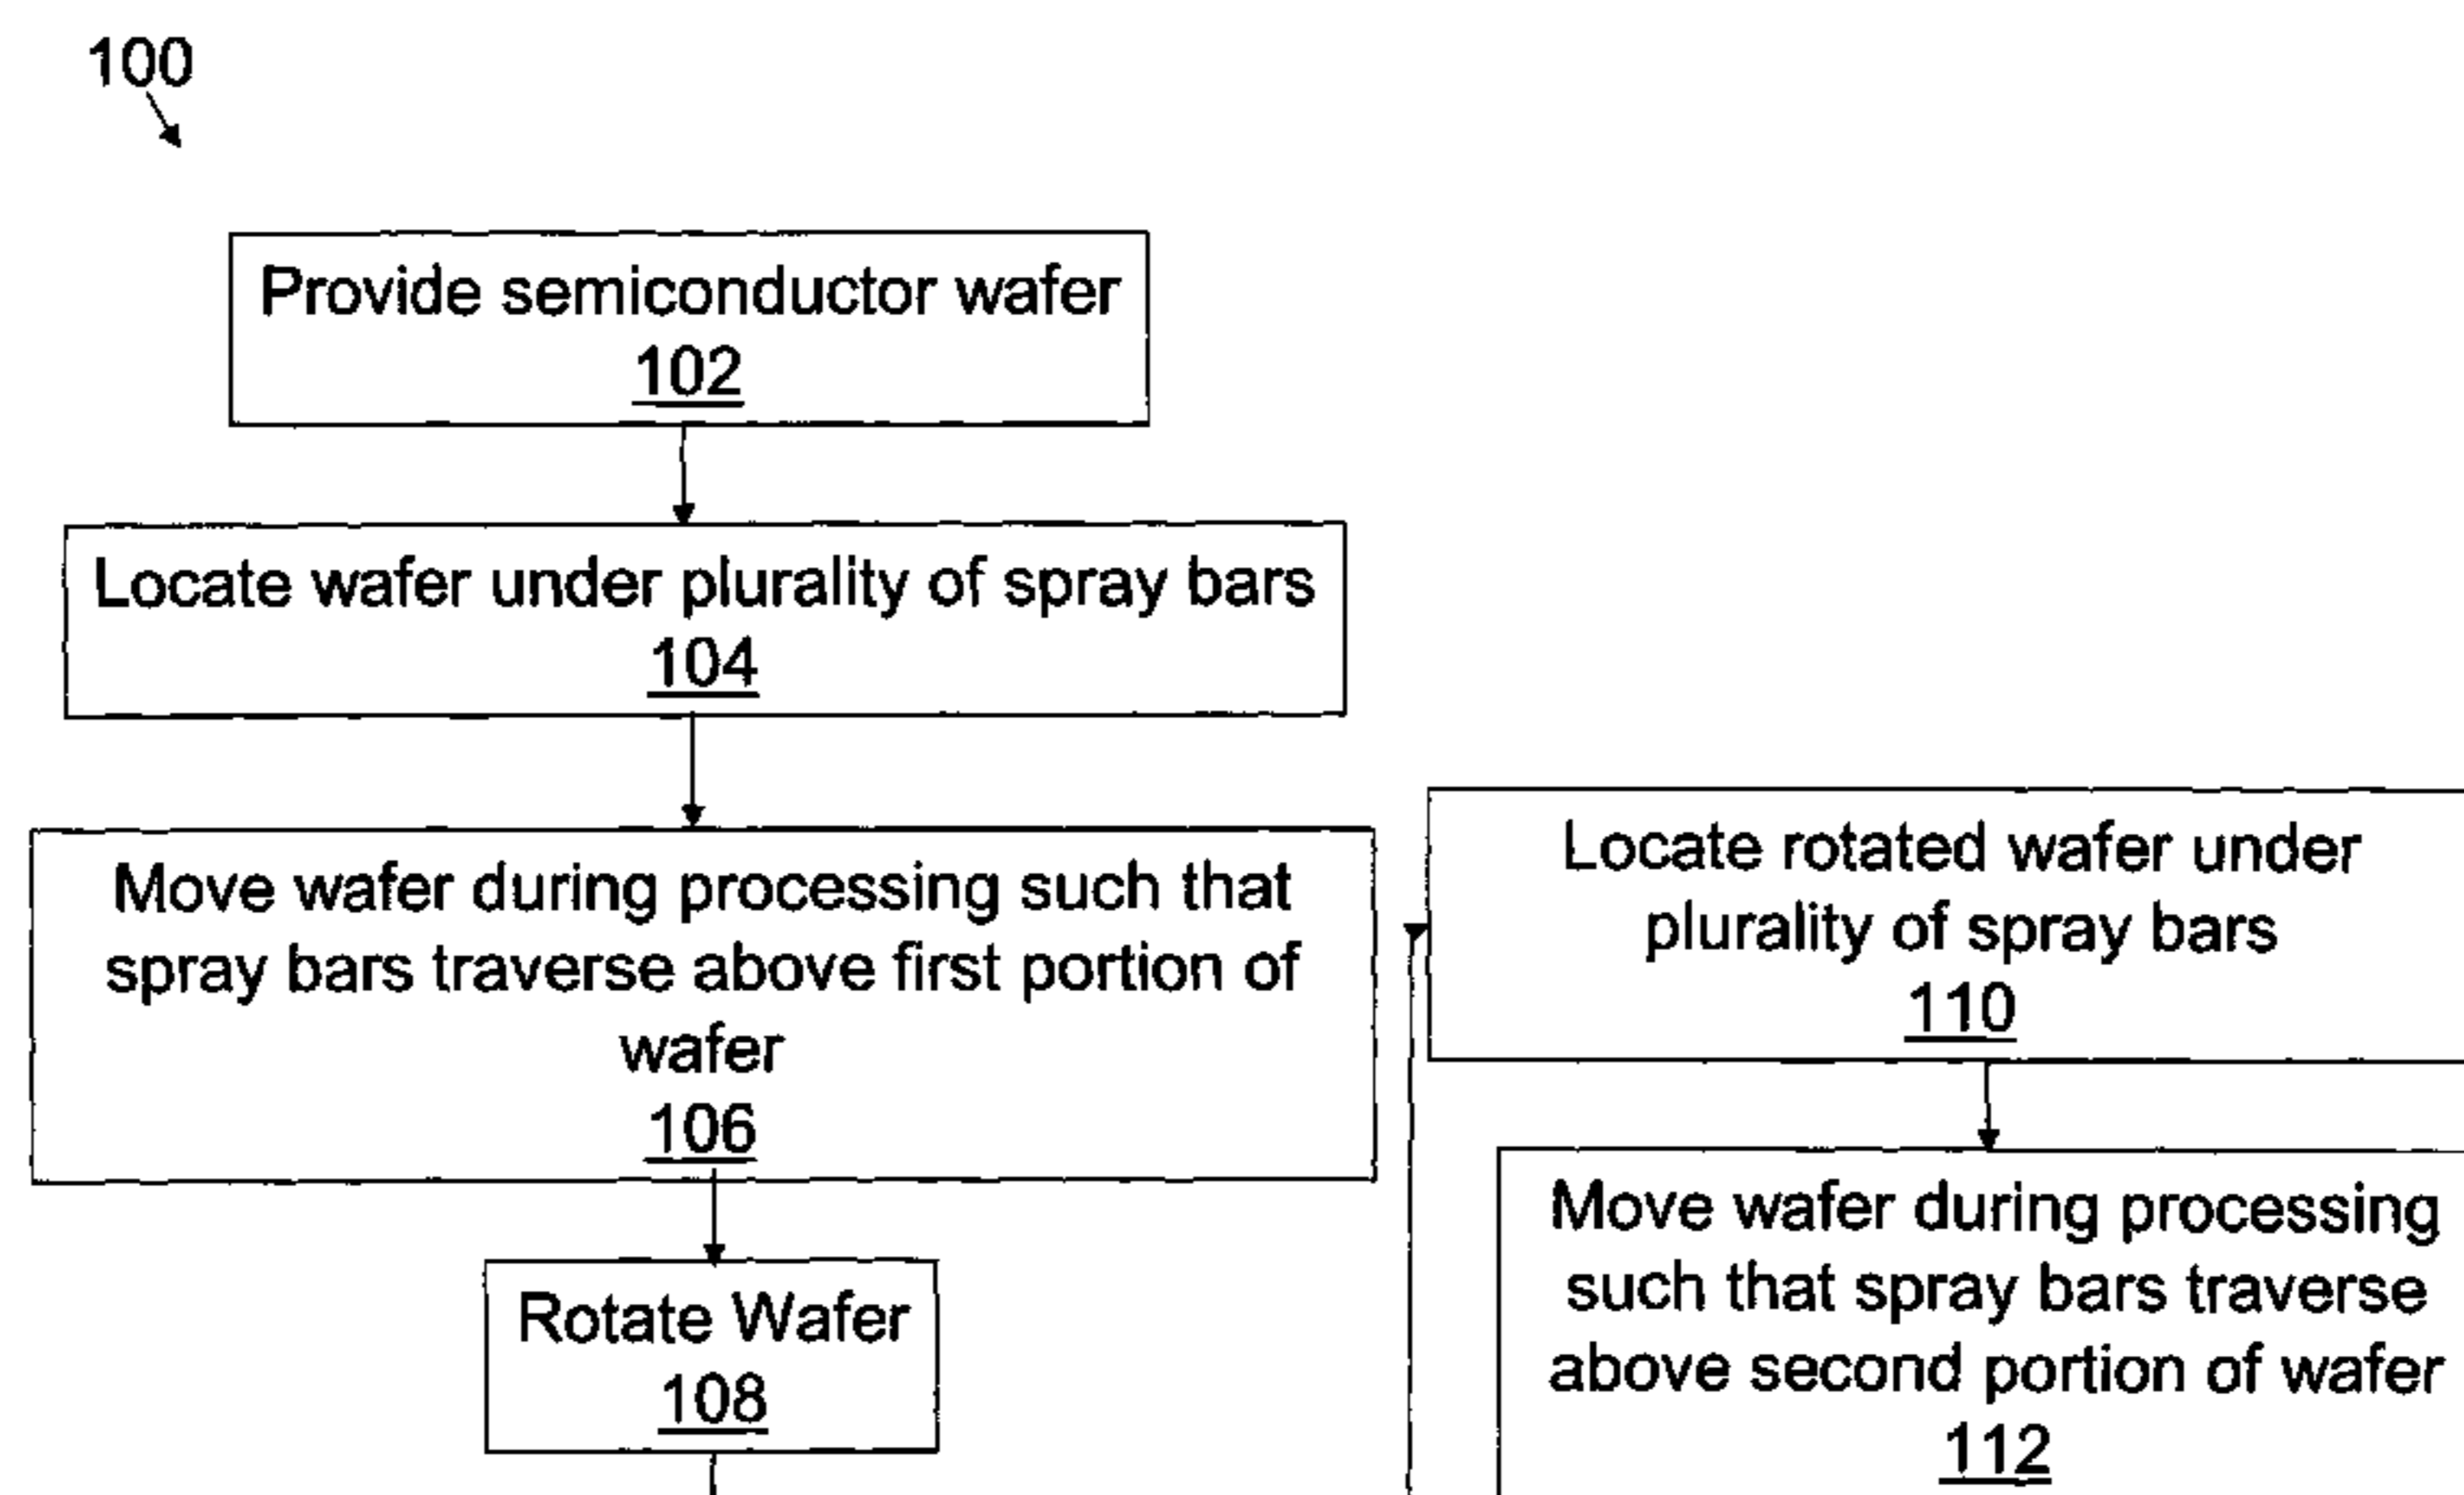 100
Provide semiconductor wafer
102
Locate wafer under plurality of spray bars
104
Move wafer during processing such that
spray bars traverse above first portion of
wafer
106
Rotate Wafer
108
Locate rotated wafer under
plurality of spray bars
110
Move wafer during processing
such that spray bars traverse
above second portion of wafer
112